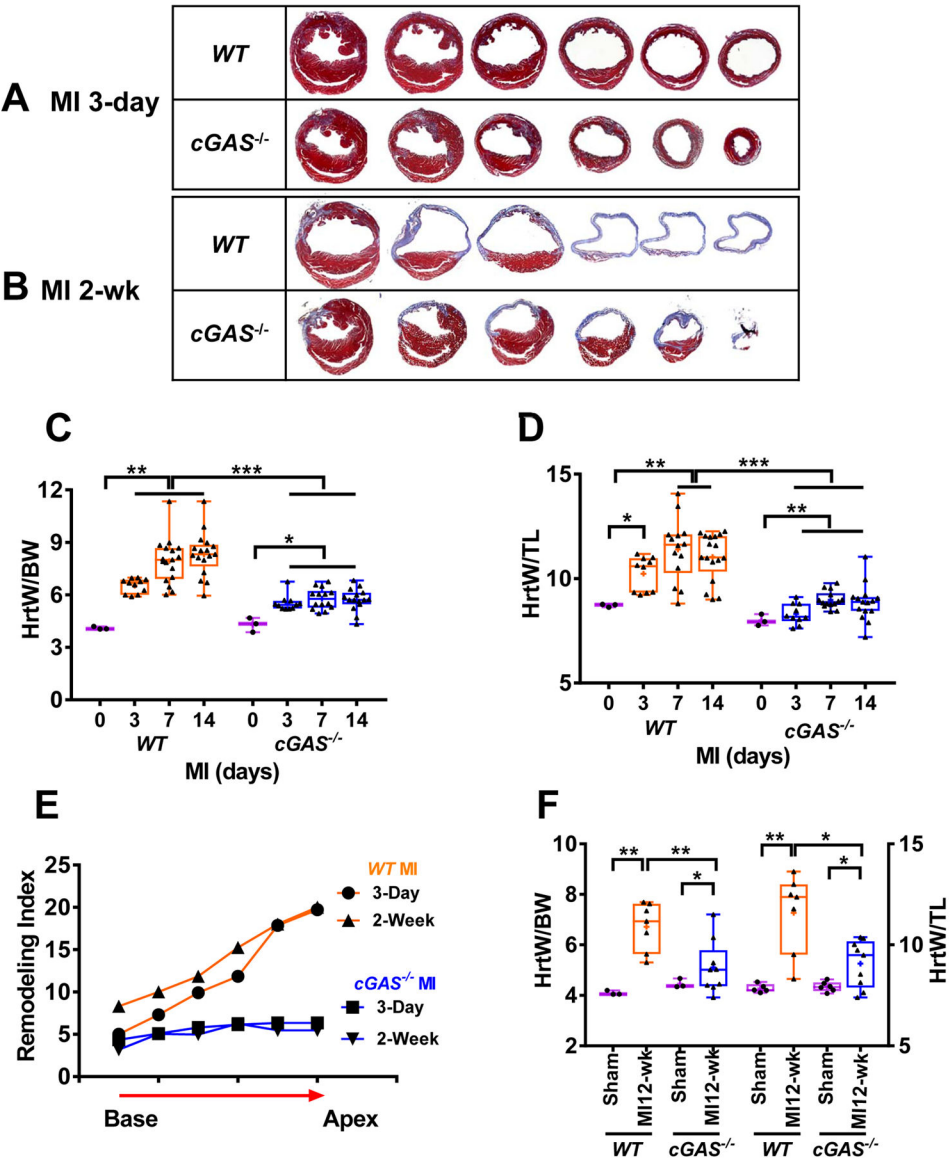 A MI 3-day
WT
cGAS-/-
B MI 2-wk
WT
cGAS-/-
C
** ***
*
HrtW/BW
12
9
6
3
0
0 3 7 14 0 3 7 14
WT cGAS-/-
MI (days)
D
** ***
* **
HrtW/TL
15
10
5
0 3 7 14 0 3 7 14
WT cGAS-/-
MI (days)
E
Remodeling Index
25
20
15
10
5
0
WT MI
3-Day
2-Week
cGAS-/- MI
3-Day
2-Week
Base Apex
F
HrtW/BW
10
8
6
4
2
** ** ** *
* *
15
10
5
HrtW/TL
Sham
MI12-wk
Sham
MI12-wk
Sham
MI12-wk
Sham
MI12-wk
WT cGAS-/- WT cGAS-/-